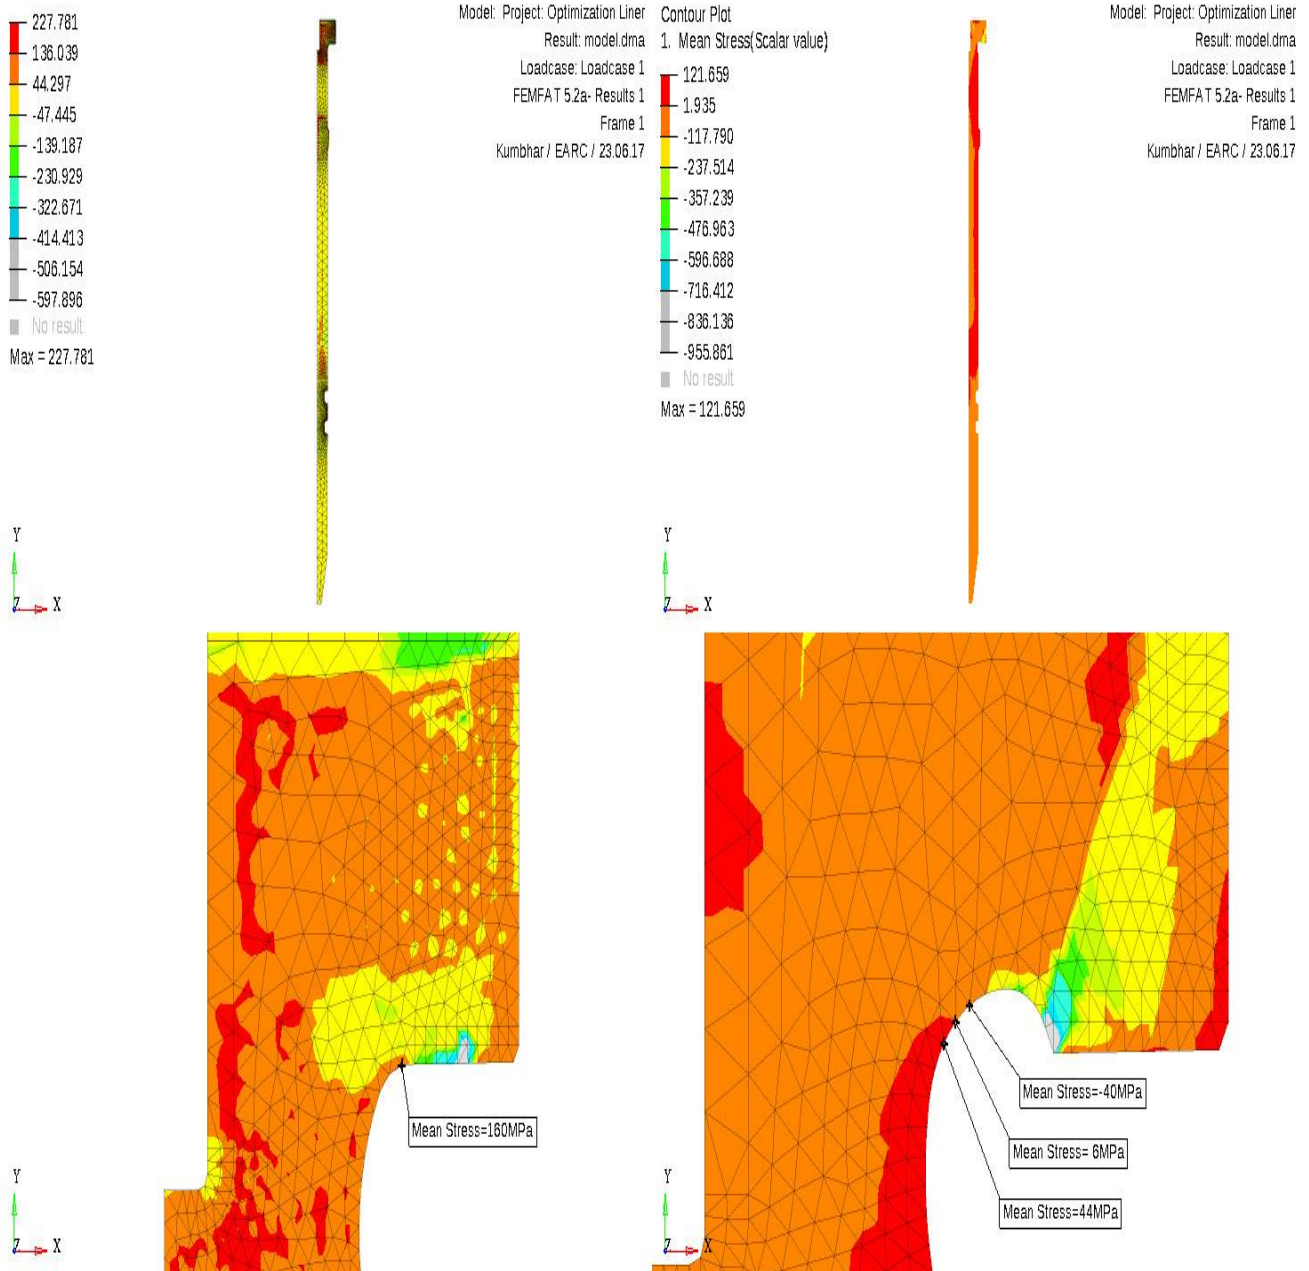 227.781
136.039
44.297
-47.445
-139.187
-230.929
-322.671
-414.413
-506.154
-597.896
No result
Max = 227.781
Model: Project: Optimization Liner
Result: model.dma
Loadcase: Loadcase 1
FEMFAT 5.2a- Results 1
Frame 1
Kumbhar / EARC / 23.06.17
Y
Z X
Contour Plot
1. Mean Stress(Scalar value)
121.659
1.935
-117.790
-237.514
-357.239
-476.963
-596.688
-716.412
-836.136
-955.861
No result
Max = 121.659
Model: Project: Optimization Liner
Result: model.dma
Loadcase: Loadcase 1
FEMFAT 5.2a- Results 1
Frame 1
Kumbhar / EARC / 23.06.17
Y
Z X
Mean Stress=160MPa
Y
Z X
Mean Stress=-40MPa
Mean Stress= 6MPa
Mean Stress=44MPa
Y
Z X